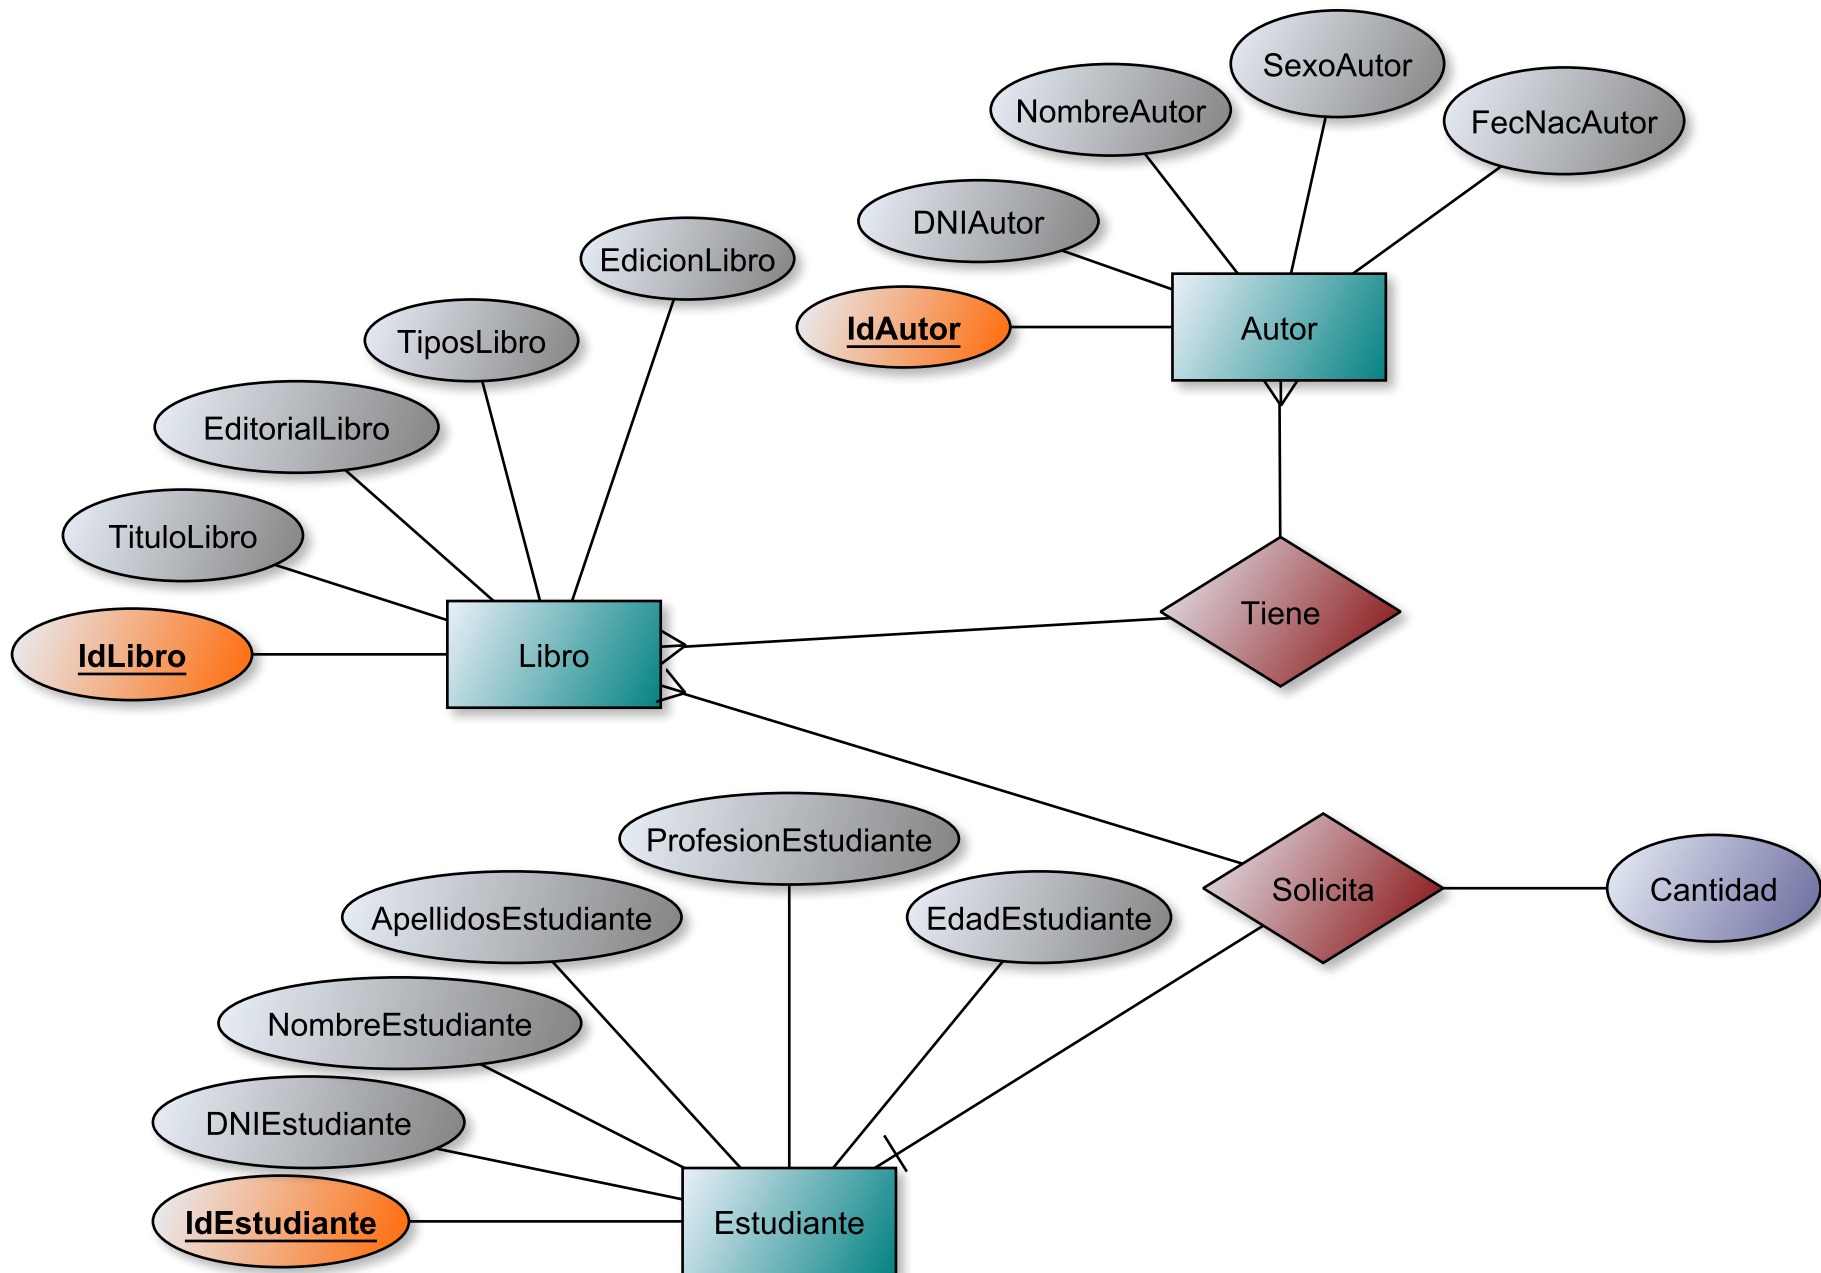 SexoAutor
NombreAutor
FecNacAutor
DNIAutor
EdicionLibro
IdAutor
Autor
TiposLibro
EditorialLibro
TituloLibro
Tiene
IdLibro
Libro
ProfesionEstudiante
Solicita
Cantidad
ApellidosEstudiante
EdadEstudiante
NombreEstudiante
DNIEstudiante
IdEstudiante
Estudiante